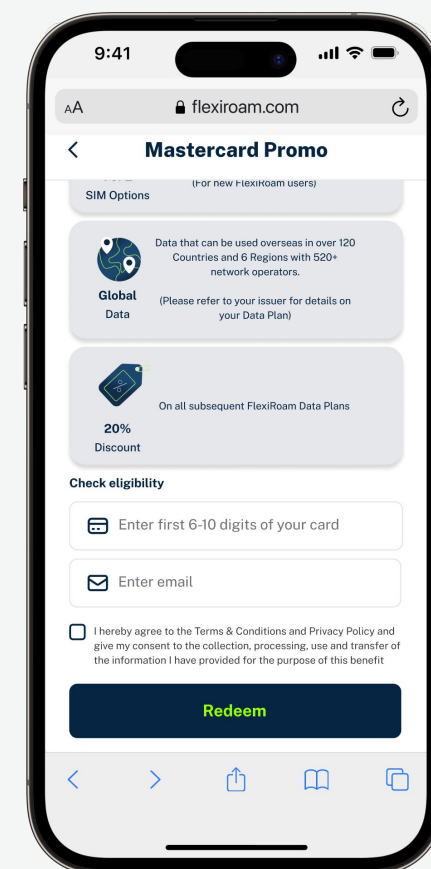 9:41
AA
flexiroam.com
Mastercard Promo
SIM Options
(For new FlexiRoam users)
Data that can be used overseas in over 120
Countries and 6 Regions with 520+
network operators.
Global
Data
(Please refer to your issuer for details on
your Data Plan)
On all subsequent FlexiRoam Data Plans
20%
Discount
Check eligibility
Enter first 6-10 digits of your card
Enter email
I hereby agree to the Terms & Conditions and Privacy Policy and
give my consent to the collection, processing, use and transfer of
the information I have provided for the purpose of this benefit
Redeem